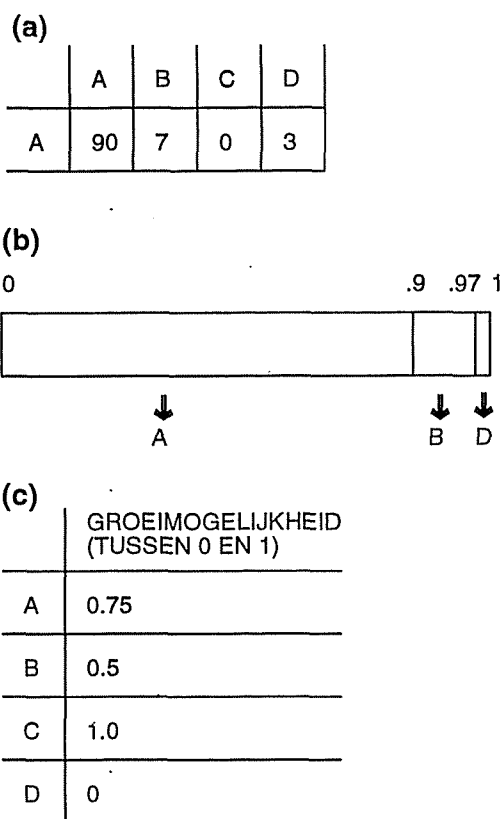 (a)
A B C D
A 90 7 0 3
(b)
0 .9 .97 1
A B D
(c)
GROEIMOGELIJKHEID
(TUSSEN 0 EN 1)
A 0.75
B 0.5
C 1.0
D 0